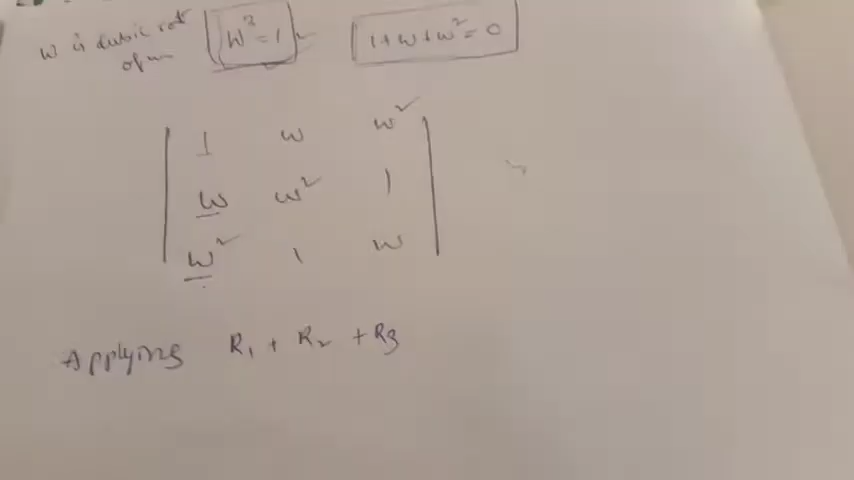 w is cubic root w³=1 1+w+w²=0
of
1 w w²
w w² 1
w² 1 w
Applying R₁ + R₂ + R₃